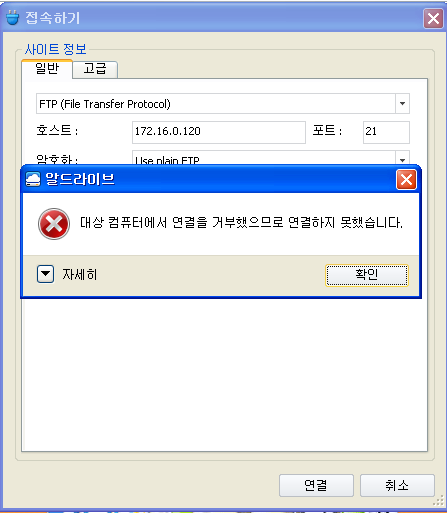 접속하기
사이트 정보
일반 고급
FTP (File Transfer Protocol)
호스트 : 172.16.0.120 포트 : 21
암호화 : Use plain FTP
알드라이브
대상 컴퓨터에서 연결을 거부했으므로 연결하지 못했습니다.
자세히 확인
연결 취소